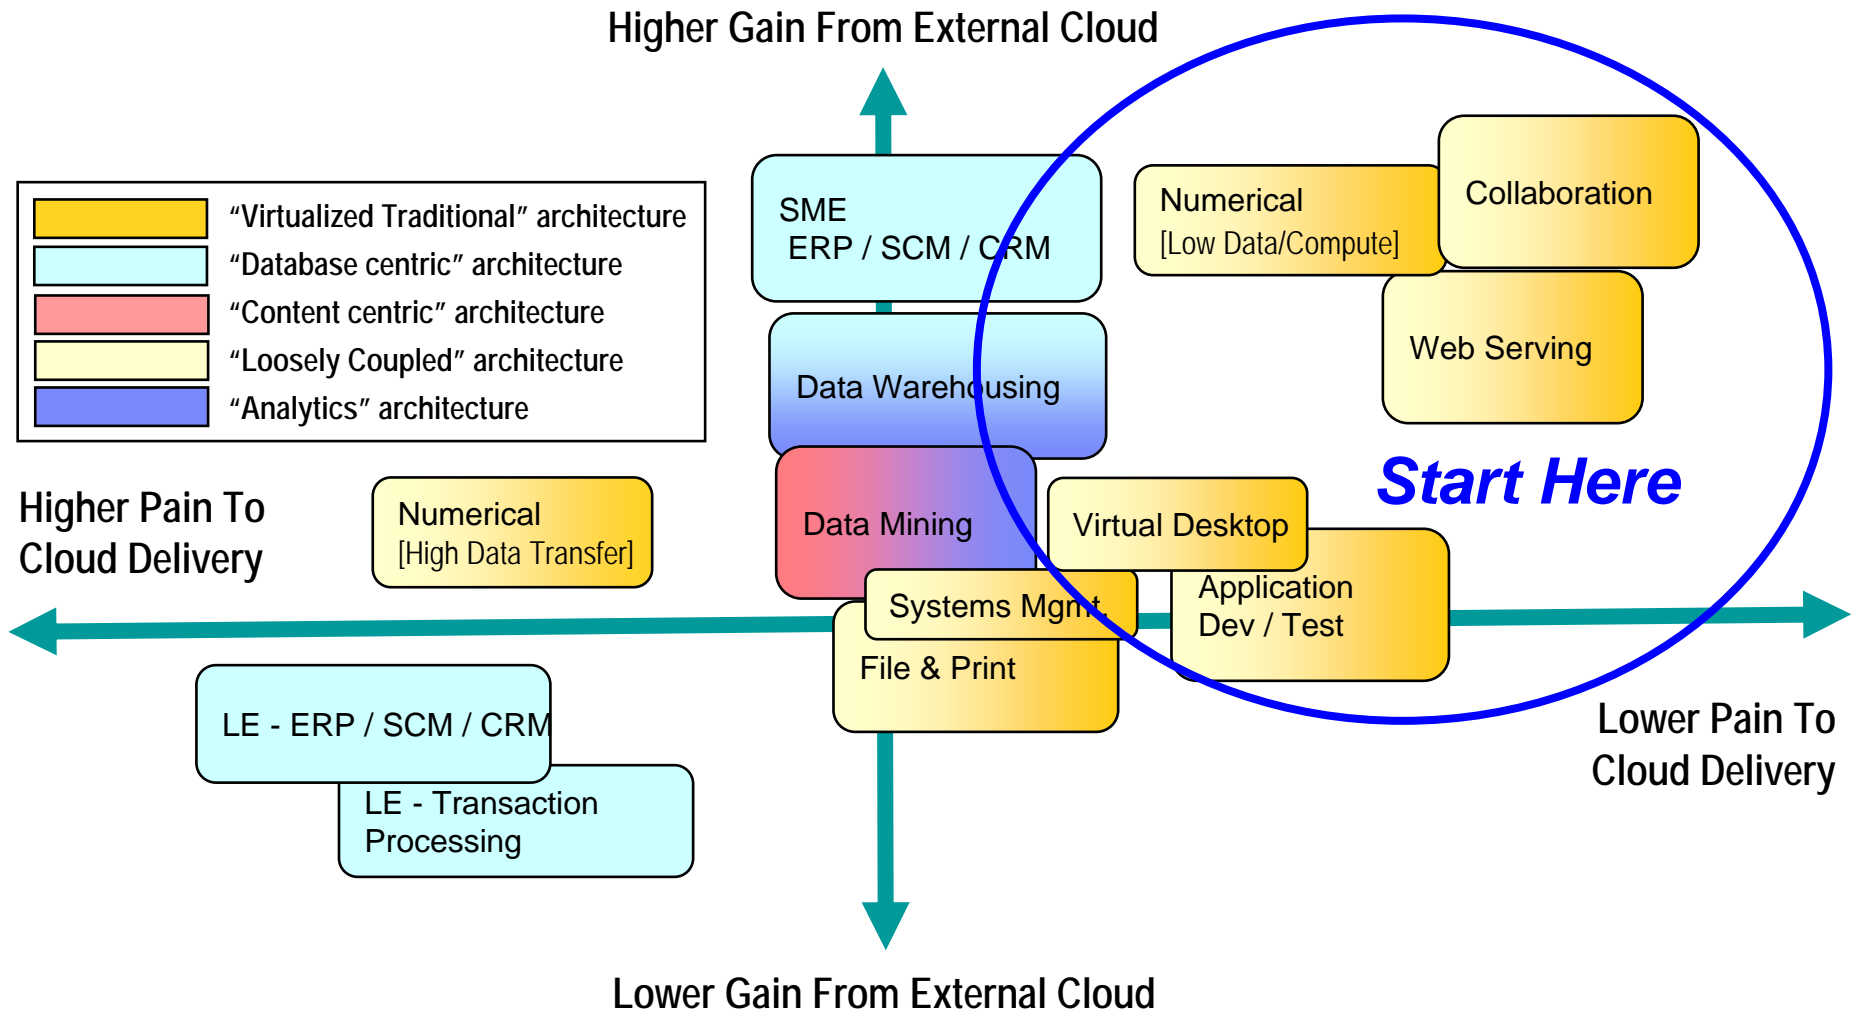 Higher Gain From External Cloud
“Virtualized Traditional” architecture
“Database centric” architecture
“Content centric” architecture
“Loosely Coupled” architecture
“Analytics” architecture
SME
ERP / SCM / CRM
Numerical
[Low Data/Compute]
Collaboration
Web Serving
Data Warehousing
Start Here
Higher Pain To
Cloud Delivery
Numerical
[High Data Transfer]
Data Mining
Virtual Desktop
Systems Mgmt.
Application
Dev / Test
File & Print
LE - ERP / SCM / CRM
LE - Transaction
Processing
Lower Pain To
Cloud Delivery
Lower Gain From External Cloud